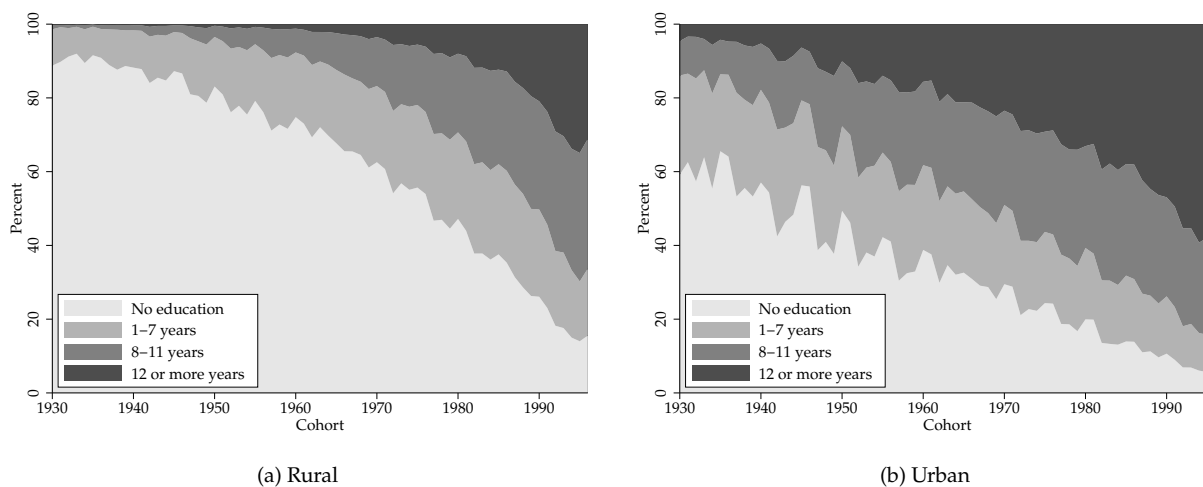 100
80
60
40
20
0
Percent
No education
1–7 years
8–11 years
12 or more years
1930 1940 1950 1960 1970 1980 1990
Cohort
(a) Rural
100
80
60
40
20
0
Percent
No education
1–7 years
8–11 years
12 or more years
1930 1940 1950 1960 1970 1980 1990
Cohort
(b) Urban